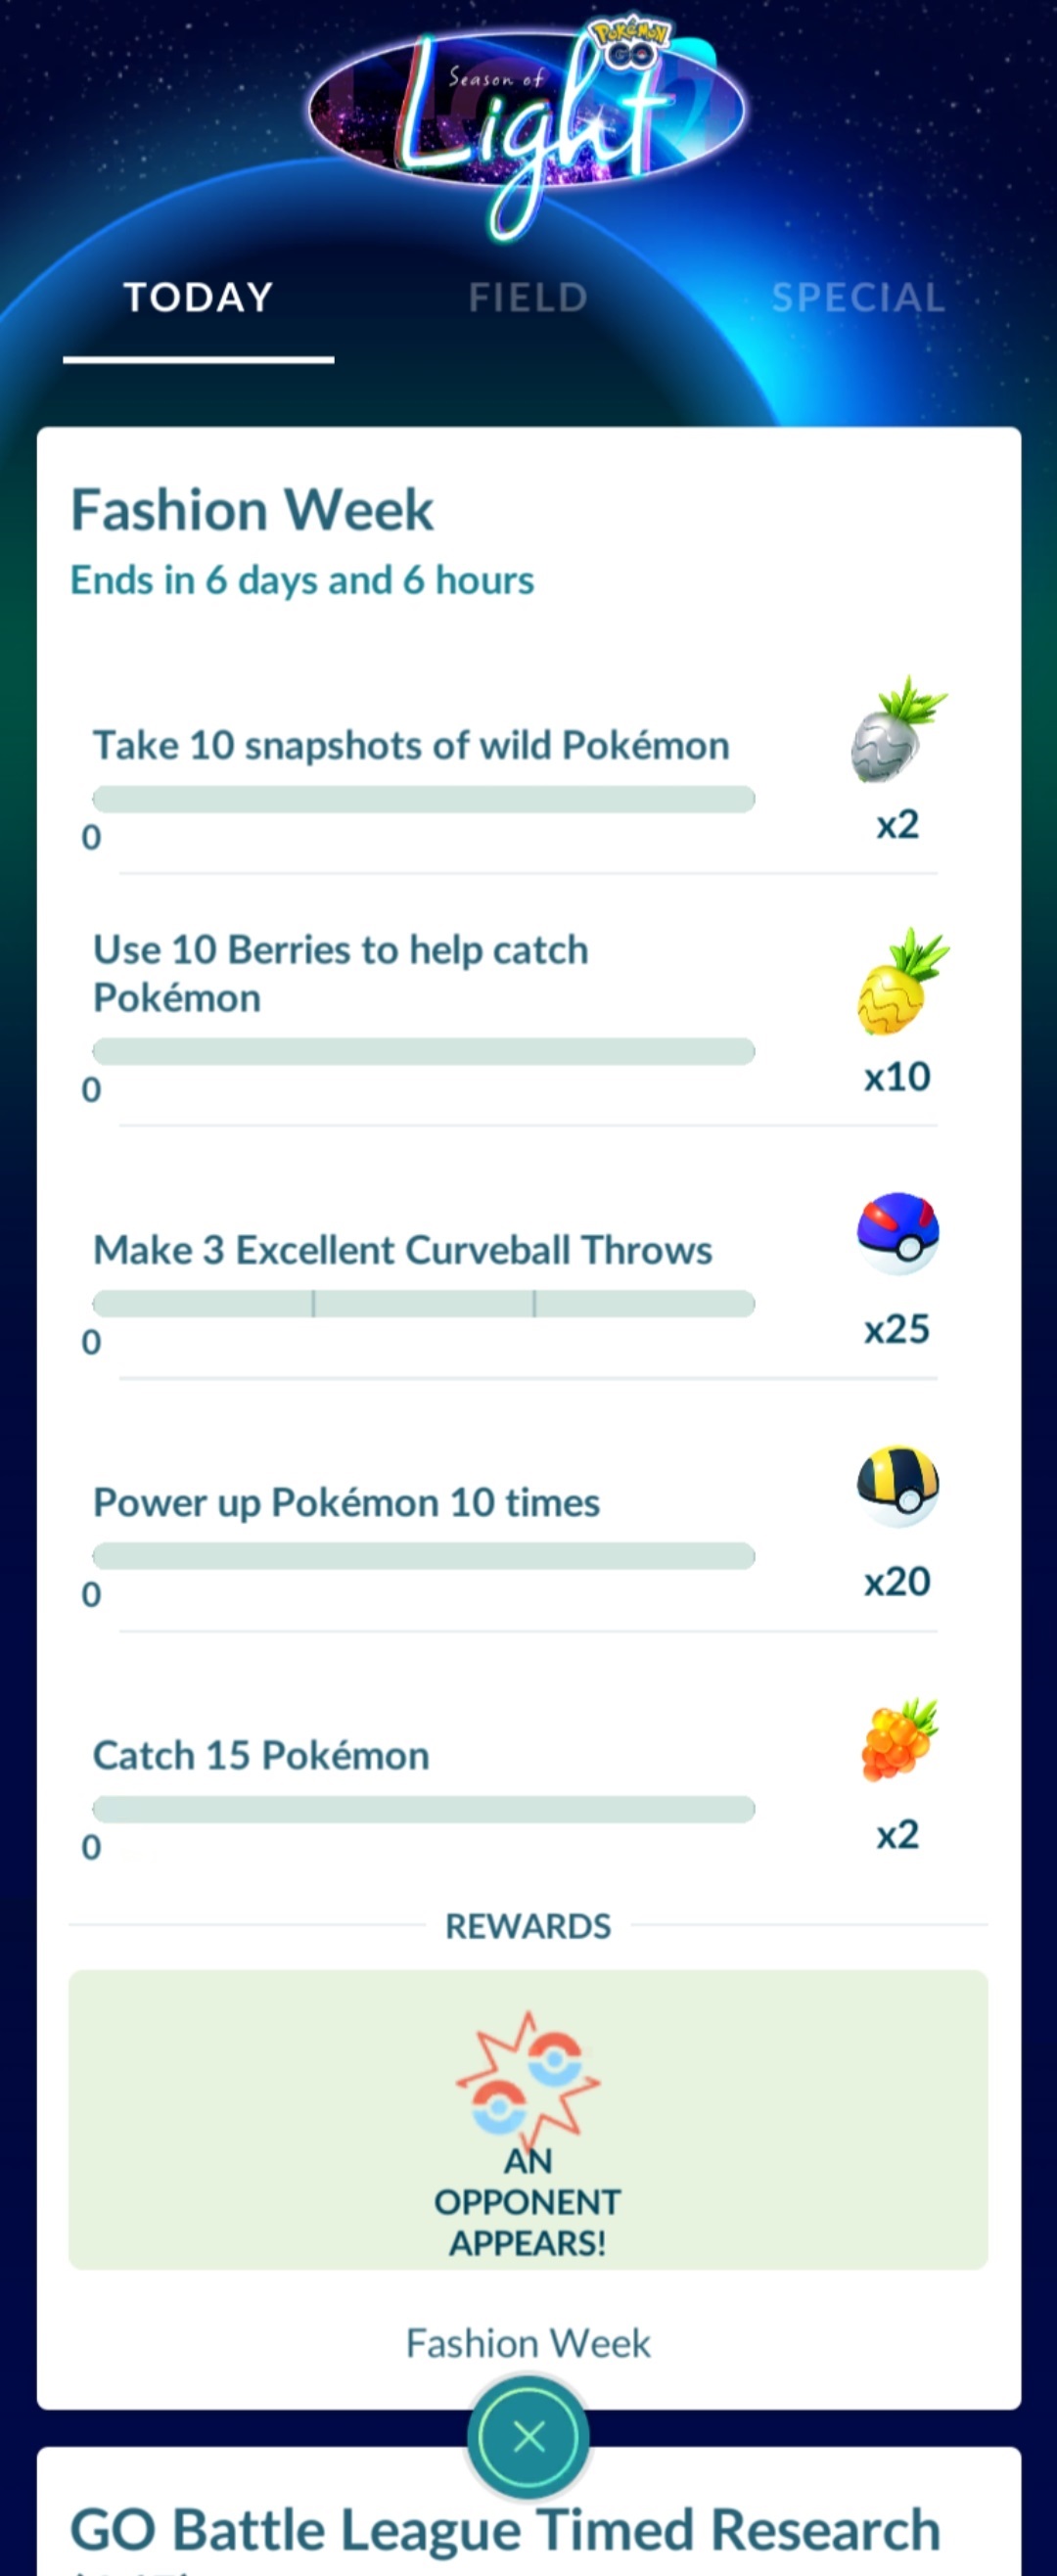 Pokémon
GO
Season of
Light
TODAY
FIELD
SPECIAL
Fashion Week
Ends in 6 days and 6 hours
Take 10 snapshots of wild Pokémon
0
x2
Use 10 Berries to help catch
Pokémon
0
x10
Make 3 Excellent Curveball Throws
0
x25
Power up Pokémon 10 times
0
x20
Catch 15 Pokémon
0
x2
REWARDS
AN
OPPONENT
APPEARS!
Fashion Week
GO Battle League Timed Research